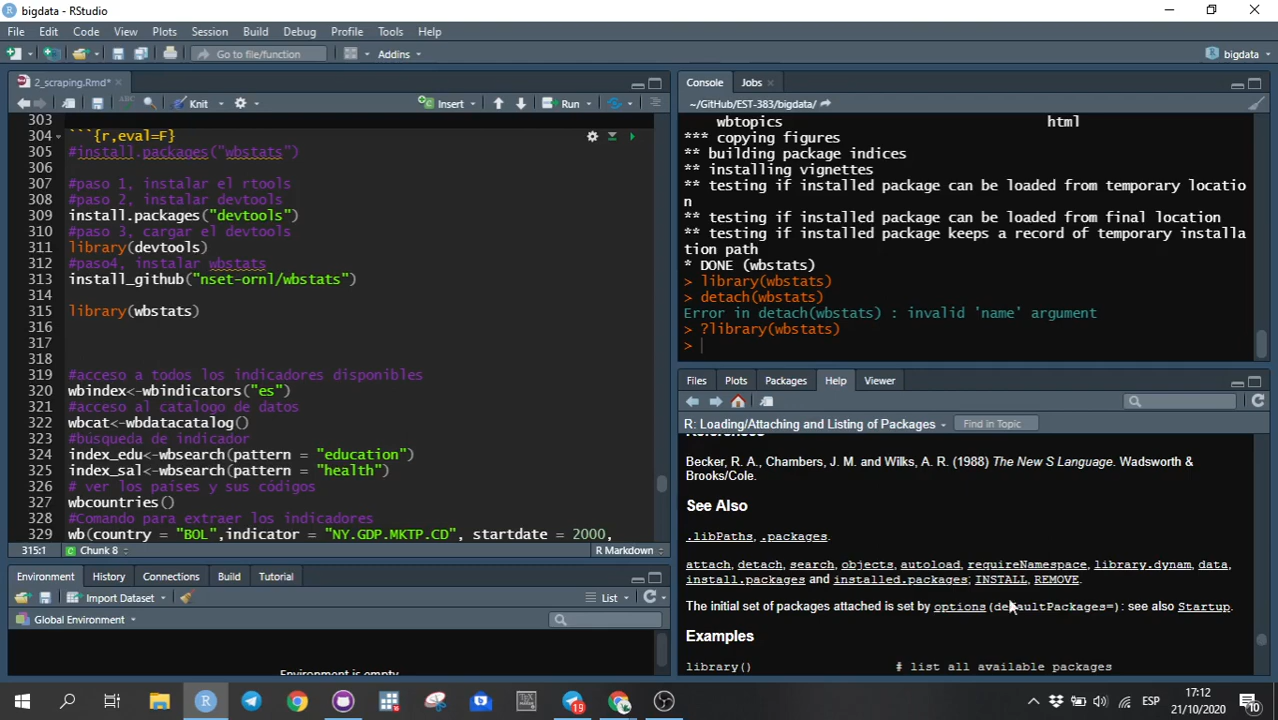 bigdata - RStudio
File Edit Code View Plots Session Build Debug Profile Tools Help
Go to file/function Addins bigdata
2_scraping.Rmd*
ABC Knit Insert Run
303
304 ```{r,eval=F}
305 #install.packages("wbstats")
306
307 #paso 1, instalar el rtools
308 #paso 2, instalar devtools
309 install.packages("devtools")
310 #paso 3, cargar el devtools
311 library(devtools)
312 #paso4, instalar wbstats
313 install_github("nset-ornl/wbstats")
314
315 library(wbstats)
316
317
318
319 #acceso a todos los indicadores disponibles
320 wbindex<-wbindicators("es")
321 #acceso al catalogo de datos
322 wbcat<-wbdatacatalog()
323 #busqueda de indicador
324 index_edu<-wbsearch(pattern = "education")
325 index_sal<-wbsearch(pattern = "health")
326 # ver los países y sus códigos
327 wbcountries()
328 #Comando para extraer los indicadores
329 wb(country = "BOL",indicator = "NY.GDP.MKTP.CD", startdate = 2000,
315:1 Chunk 8 R Markdown
Environment History Connections Build Tutorial
Import Dataset List
Global Environment
Environment is empty
Console Jobs
~/GitHub/EST-383/bigdata/
wbtopics html
*** copying figures
** building package indices
** installing vignettes
** testing if installed package can be loaded from temporary locatio
n
** testing if installed package can be loaded from final location
** testing if installed package keeps a record of temporary installa
tion path
* DONE (wbstats)
> library(wbstats)
> detach(wbstats)
Error in detach(wbstats) : invalid 'name' argument
> ?library(wbstats)
>
Files Plots Packages Help Viewer
R: Loading/Attaching and Listing of Packages Find in Topic
References
Becker, R. A., Chambers, J. M. and Wilks, A. R. (1988) The New S Language. Wadsworth &
Brooks/Cole.
See Also
.libPaths, .packages.
attach, detach, search, objects, autoload, requireNamespace, library.dynam, data,
install.packages and installed.packages; INSTALL, REMOVE.
The initial set of packages attached is set by options(defaultPackages=): see also Startup.
Examples
library() # list all available packages
19
ESP
17:12
21/10/2020
10